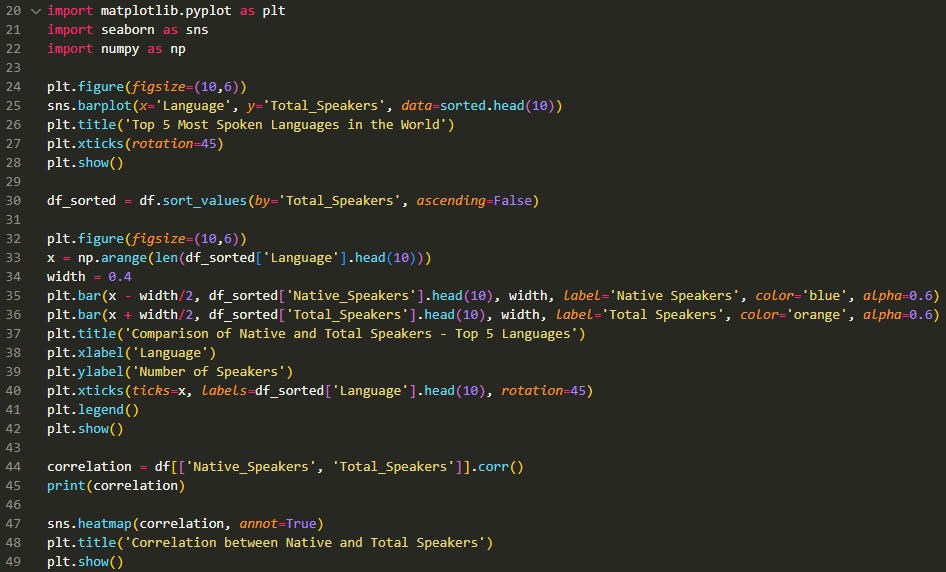 20 import matplotlib.pyplot as plt
21 import seaborn as sns
22 import numpy as np
23
24 plt.figure(figsize=(10,6))
25 sns.barplot(x='Language', y='Total_Speakers', data=sorted.head(10))
26 plt.title('Top 5 Most Spoken Languages in the World')
27 plt.xticks(rotation=45)
28 plt.show()
29
30 df_sorted = df.sort_values(by='Total_Speakers', ascending=False)
31
32 plt.figure(figsize=(10,6))
33 x = np.arange(len(df_sorted['Language'].head(10)))
34 width = 0.4
35 plt.bar(x - width/2, df_sorted['Native_Speakers'].head(10), width, label='Native Speakers', color='blue', alpha=0.6)
36 plt.bar(x + width/2, df_sorted['Total_Speakers'].head(10), width, label='Total Speakers', color='orange', alpha=0.6)
37 plt.title('Comparison of Native and Total Speakers - Top 5 Languages')
38 plt.xlabel('Language')
39 plt.ylabel('Number of Speakers')
40 plt.xticks(ticks=x, labels=df_sorted['Language'].head(10), rotation=45)
41 plt.legend()
42 plt.show()
43
44 correlation = df[['Native_Speakers', 'Total_Speakers']].corr()
45 print(correlation)
46
47 sns.heatmap(correlation, annot=True)
48 plt.title('Correlation between Native and Total Speakers')
49 plt.show()